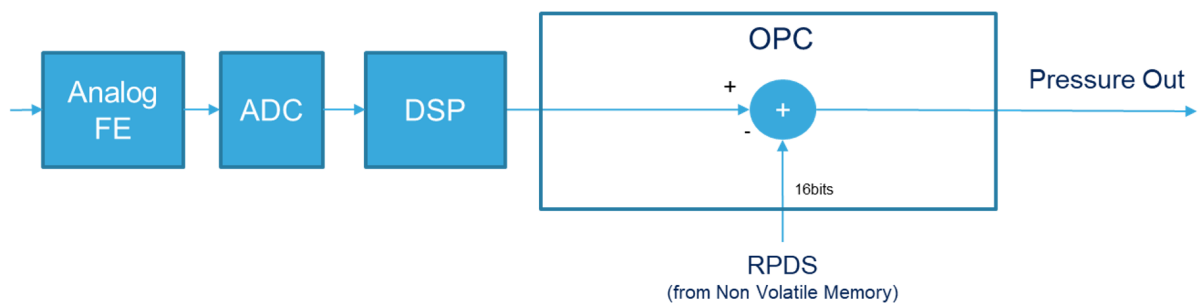 OPC
Analog
FE
ADC
DSP
+
+
-
Pressure Out
16bits
RPDS
(from Non Volatile Memory)